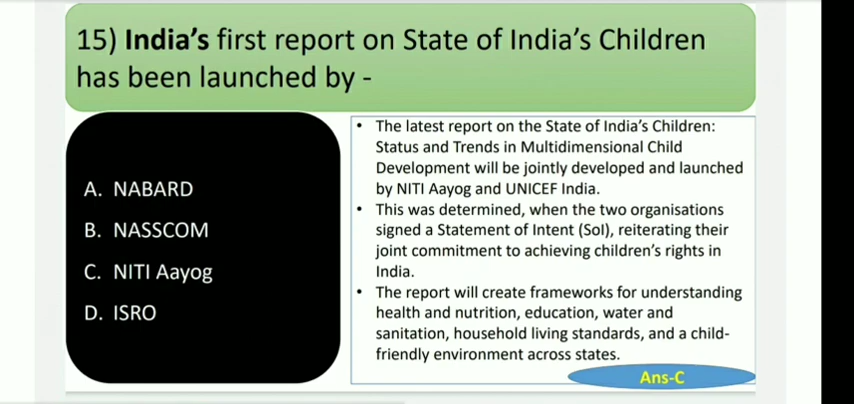 15) India's first report on State of India's Children
has been launched by -
A. NABARD
B. NASSCOM
C. NITI Aayog
D. ISRO
• The latest report on the State of India's Children:
Status and Trends in Multidimensional Child
Development will be jointly developed and launched
by NITI Aayog and UNICEF India.
• This was determined, when the two organisations
signed a Statement of Intent (SoI), reiterating their
joint commitment to achieving children's rights in
India.
• The report will create frameworks for understanding
health and nutrition, education, water and
sanitation, household living standards, and a child-
friendly environment across states.
Ans-C